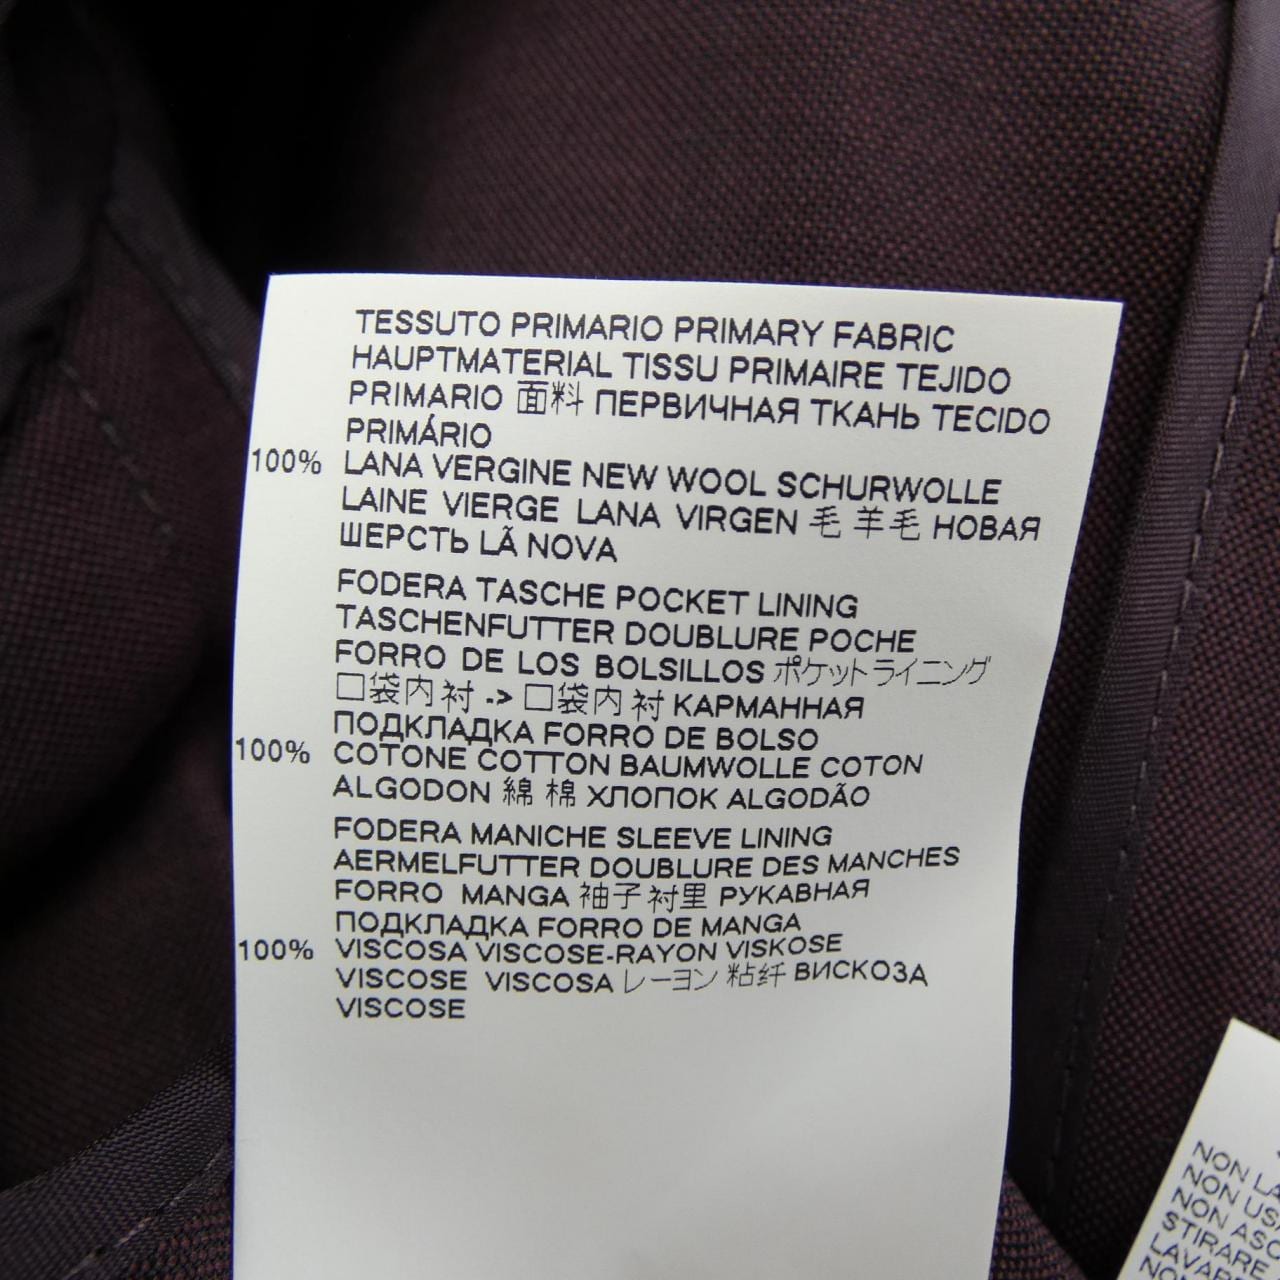 TESSUTO PRIMARIO PRIMARY FABRIC
HAUPTMATERIAL TISSU PRIMAIRE TEJIDO
PRIMARIO 面料 ПЕРВИЧНАЯ ТКАНЬ TECIDO
PRIMÁRIO
100% LANA VERGINE NEW WOOL SCHURWOLLE
LAINE VIERGE LANA VIRGEN 毛 羊毛 НОВАЯ
ШЕРСТЬ LÃ NOVA
FODERA TASCHE POCKET LINING
TASCHENFUTTER DOUBLURE POCHE
FORRO DE LOS BOLSILLOS ポケットライニング
口袋内衬 -> 口袋内衬 КАРМАННАЯ
ПОДКЛАДКА FORRO DE BOLSO
100% COTONE COTTON BAUMWOLLE COTON
ALGODON 綿 棉 ХЛОПОК ALGODÃO
FODERA MANICHE SLEEVE LINING
AERMELFUTTER DOUBLURE DES MANCHES
FORRO MANGA 袖子衬里 РУКАВНАЯ
ПОДКЛАДКА FORRO DE MANGA
100% VISCOSA VISCOSE-RAYON VISKOSE
VISCOSE VISCOSA レーヨン 粘纤 ВИСКОЗА
VISCOSE
NON
NON
NON
STIRARE